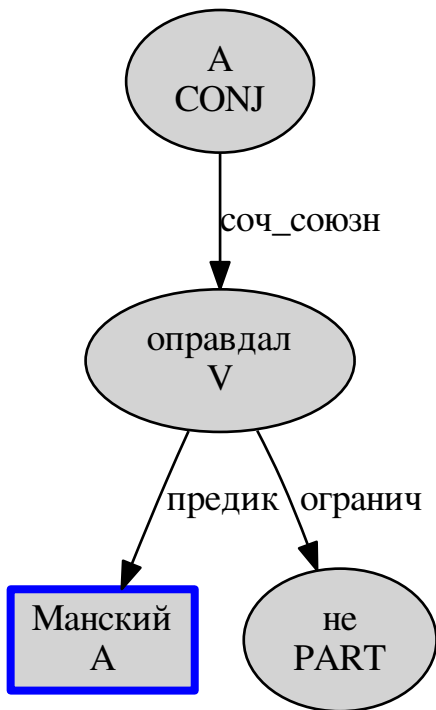 А
CONJ
соч_союзн
оправдал
V
предик огранич
Манский
A
не
PART